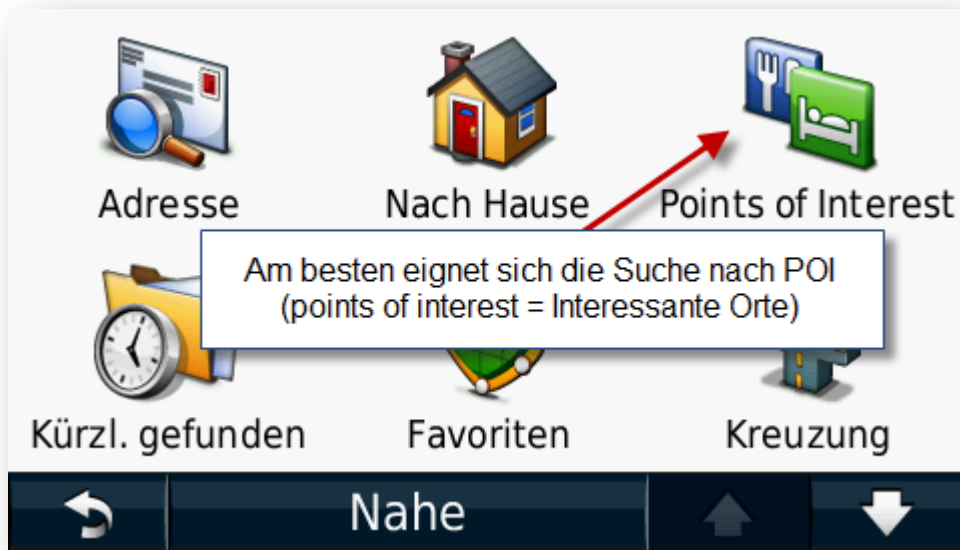 Adresse
Nach Hause
Points of Interest
Am besten eignet sich die Suche nach POI
(points of interest = Interessante Orte)
Kürzl. gefunden
Favoriten
Kreuzung
Nahe